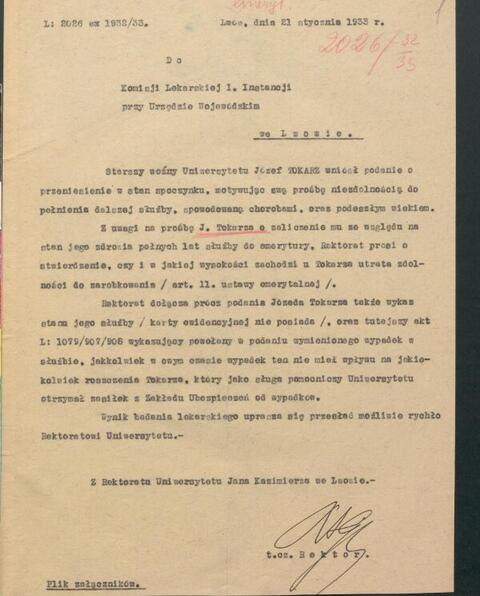 emeryt.
1
L: 2026 ex 1932/33.
Lwów, dnia 21 stycznia 1933 r.
2026/32
33
Do
Komisji Lekarskiej I. Instancji
przy Urzędzie Wojewódzkim
we Lwowie.
Starszy woźny Uniwersytetu Józef TOKARZ wniósł podanie o
przeniesienie w stan spoczynku, motywując swą prośbę niezdolnością do
pełnienia dalszej służby, spowodowaną chorobami, oraz podeszłym wiekiem.
Z uwagi na prośbę J. Tokarza o zaliczenie mu ze względu na
stan jego zdrowia połnych lat służby do emerytury, Rektorat prosi o
stwierdzenie, czy i w jakiej wysokości zachodzi u Tokarza utrata zdol-
ności do zarobkowania / art. 11. ustawy emerytalnej /.
Rektorat dołącza prócz podania Józefa Tokarza także wykaz
stanu jego służby / karty ewidencyjnej nie posiada /, oraz tutejszy akt
L: 1079/907/908 wykazujący powołany w podaniu wymienionego wypadek w
służbie, jakkolwiek w owym czasie wypadek ten nie miał wpływu na jakie-
kolwiek roszczenia Tokarza, który jako sługa pomocniczy Uniwersytetu
otrzymał zasiłek z Zakładu Ubezpieczeń od wypadków.
Wynik badania lekarskiego uprasza się przesłać możliwie rychło
Rektoratowi Uniwersytetu.-
Z Rektoratu Uniwersytetu Jana Kazimierza we Lwowie.-
t.cz. Rektor.
Plik załączników.